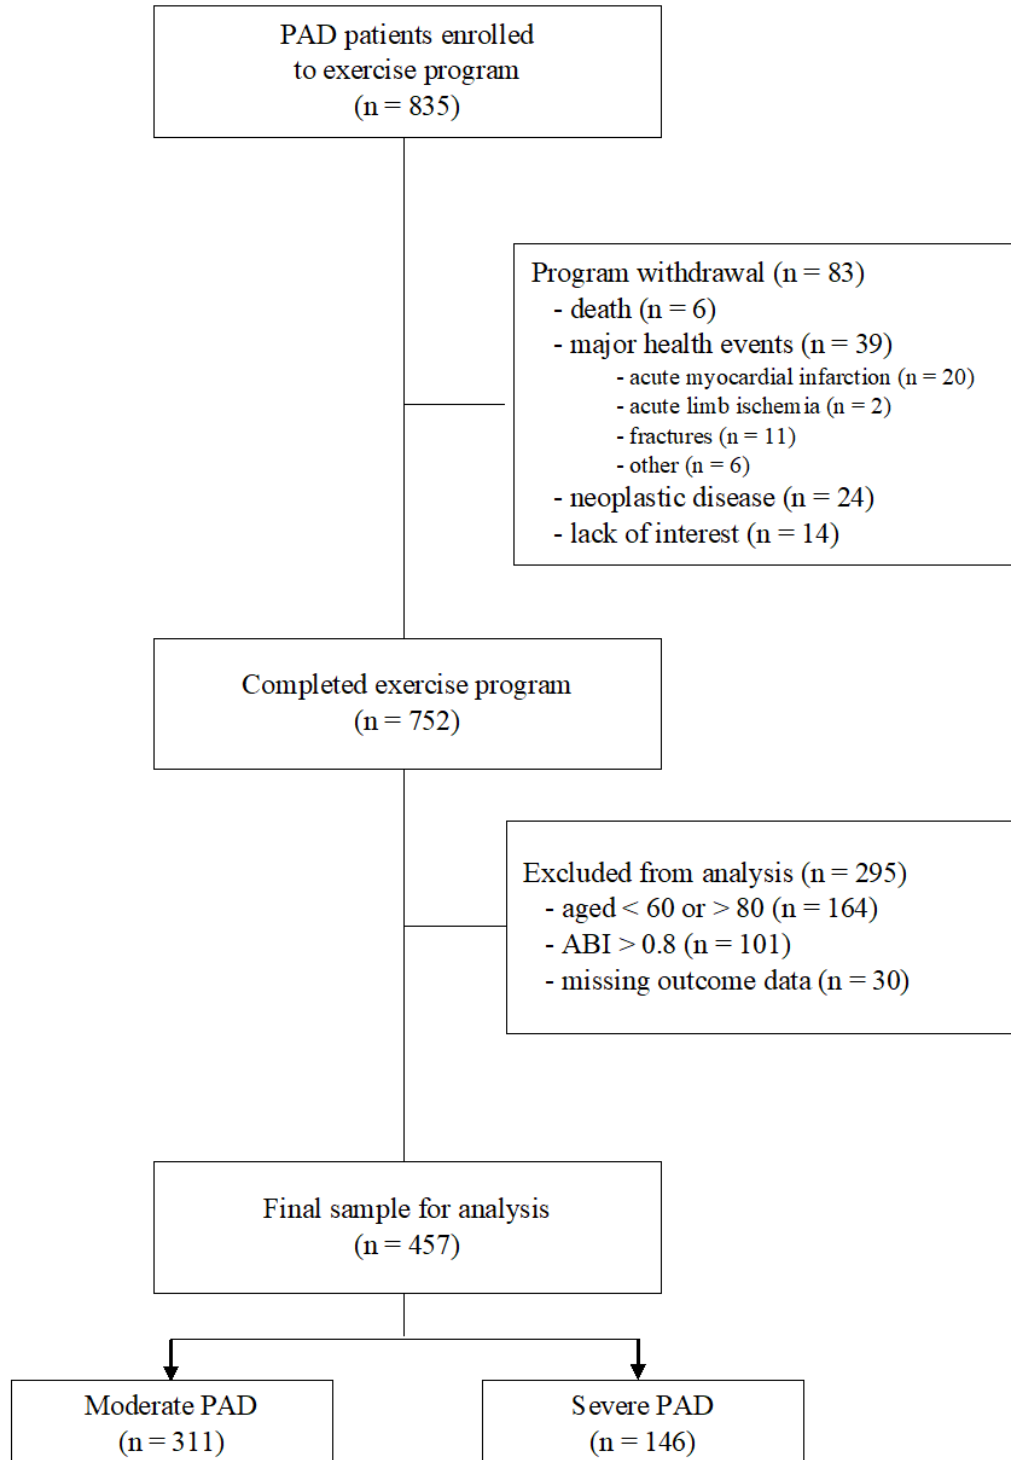 PAD patients enrolled
to exercise program
(n = 835)
Program withdrawal (n = 83)
- death (n = 6)
- major health events (n = 39)
- acute myocardial infarction (n = 20)
- acute limb ischemia (n = 2)
- fractures (n = 11)
- other (n = 6)
- neoplastic disease (n = 24)
- lack of interest (n = 14)
Completed exercise program
(n = 752)
Excluded from analysis (n = 295)
- aged < 60 or > 80 (n = 164)
- ABI > 0.8 (n = 101)
- missing outcome data (n = 30)
Final sample for analysis
(n = 457)
Moderate PAD
(n = 311)
Severe PAD
(n = 146)